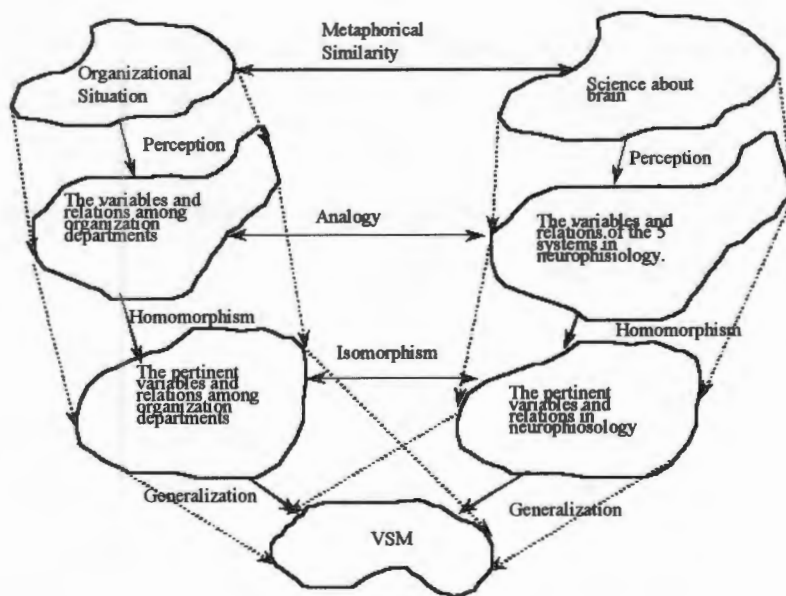 Metaphorical
Similarity
Organizational
Situation
Science about
brain
Perception
Perception
The variables and
relations among
organization
departments
Analogy
The variables and
relations of the 5
systems in
neurophisiology.
Homomorphism
Homomorphism
Isomorphism
The pertinent
variables and
relations among
organization
departments
The pertinent
variables and
relations in
neurophiosology
Generalization
Generalization
VSM